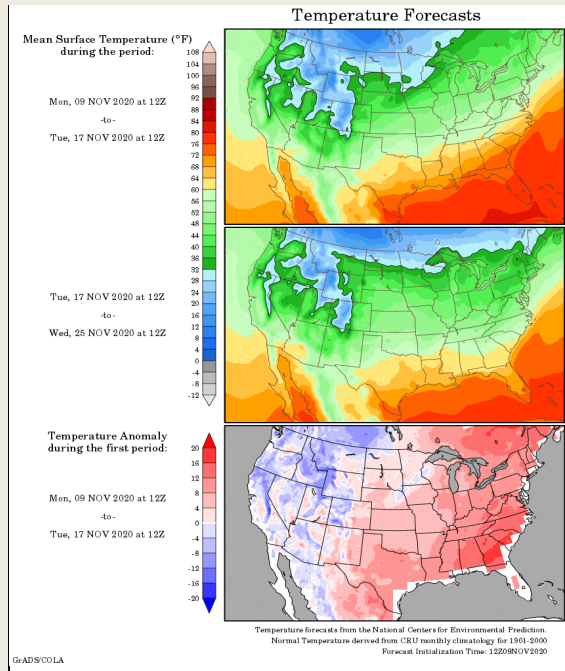 Temperature Forecasts
Mean Surface Temperature (°F)
during the period:
Mon, 09 NOV 2020 at 12Z
-to-
Tue, 17 NOV 2020 at 12Z
108
104
100
96
92
88
84
80
76
72
68
64
60
56
52
48
44
40
36
32
28
24
20
16
12
8
4
0
-4
-8
-12
Tue, 17 NOV 2020 at 12Z
-to-
Wed, 25 NOV 2020 at 12Z
Temperature Anomaly
during the first period:
Mon, 09 NOV 2020 at 12Z
-to-
Tue, 17 NOV 2020 at 12Z
20
16
12
8
4
0
-4
-8
-12
-16
-20
Temperature forecasts from the National Centers for Environmental Prediction.
Normal Temperature derived from CRU monthly climatology for 1901-2000
Forecast Initialization Time: 12Z09NOV2020
GrADS/COLA